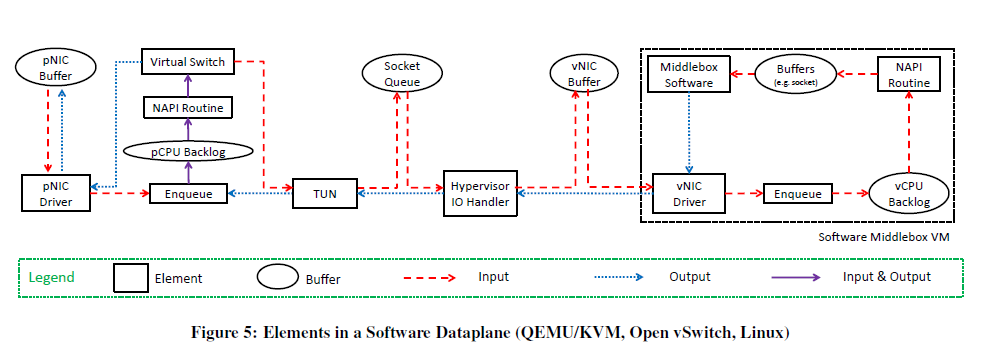 pNIC
Buffer
Virtual Switch
Socket
Queue
vNIC
Buffer
Middlebox
Software
Buffers
(e.g. socket)
NAPI
Routine
NAPI Routine
pCPU Backlog
pNIC
Driver
Enqueue
TUN
Hypervisor
IO Handler
vNIC
Driver
Enqueue
vCPU
Backlog
Software Middlebox VM
Legend
Element
Buffer
Input
Output
Input & Output
Figure 5: Elements in a Software Dataplane (QEMU/KVM, Open vSwitch, Linux)